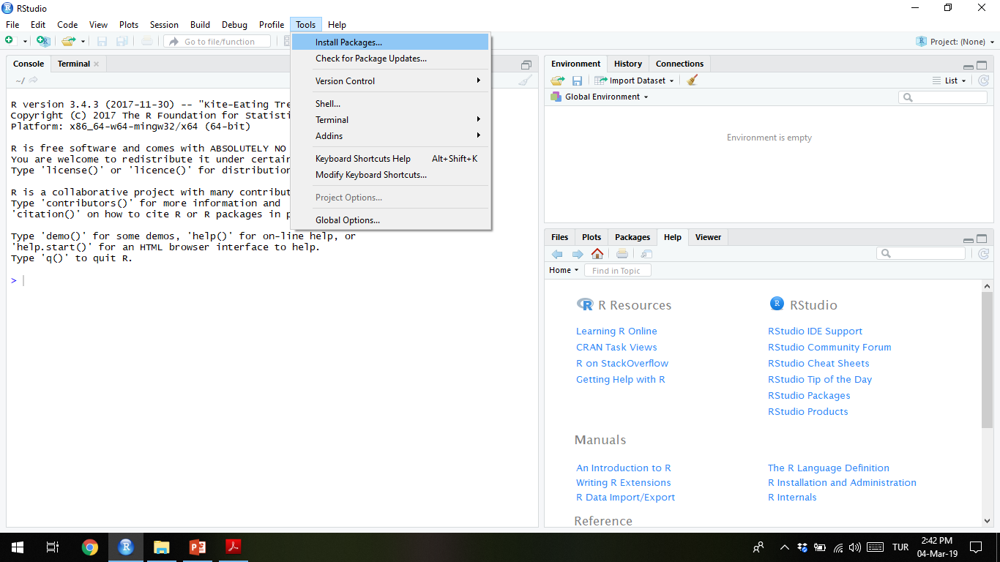 RStudio
File Edit Code View Plots Session Build Debug Profile Tools Help
Go to file/function
Project: (None)
Install Packages...
Check for Package Updates...
Version Control
Shell...
Terminal
Addins
Keyboard Shortcuts Help Alt+Shift+K
Modify Keyboard Shortcuts...
Project Options...
Global Options...
Console Terminal
~/
R version 3.4.3 (2017-11-30) -- "Kite-Eating Tre
Copyright (C) 2017 The R Foundation for Statisti
Platform: x86_64-w64-mingw32/x64 (64-bit)
R is free software and comes with ABSOLUTELY NO
You are welcome to redistribute it under certain
Type 'license()' or 'licence()' for distribution
R is a collaborative project with many contribut
Type 'contributors()' for more information and
'citation()' on how to cite R or R packages in p
Type 'demo()' for some demos, 'help()' for on-line help, or
'help.start()' for an HTML browser interface to help.
Type 'q()' to quit R.
>
Environment History Connections
Import Dataset List
Global Environment
Environment is empty
Files Plots Packages Help Viewer
Home Find in Topic
R Resources
Learning R Online
CRAN Task Views
R on StackOverflow
Getting Help with R
RStudio
RStudio IDE Support
RStudio Community Forum
RStudio Cheat Sheets
RStudio Tip of the Day
RStudio Packages
RStudio Products
Manuals
An Introduction to R
Writing R Extensions
R Data Import/Export
The R Language Definition
R Installation and Administration
R Internals
Reference
TUR
2:42 PM
04-Mar-19